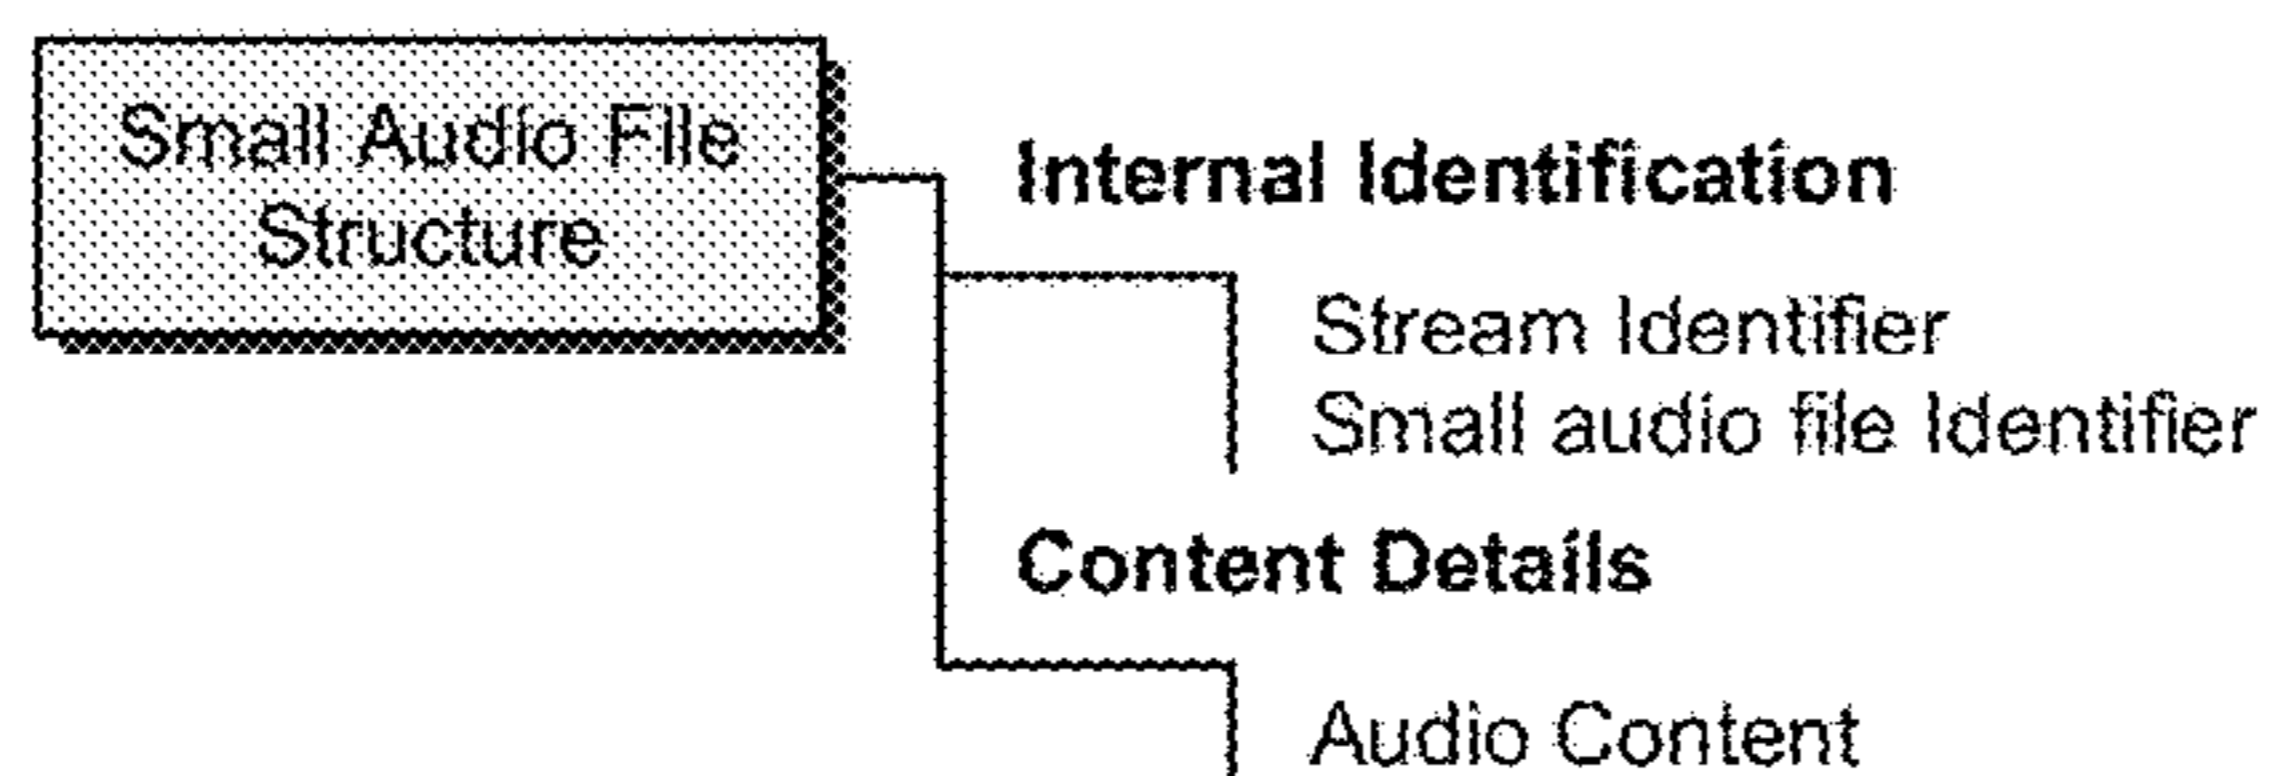 Small Audio File
Structure
Internal Identification
Stream Identifier
Small audio file Identifier
Content Details
Audio Content